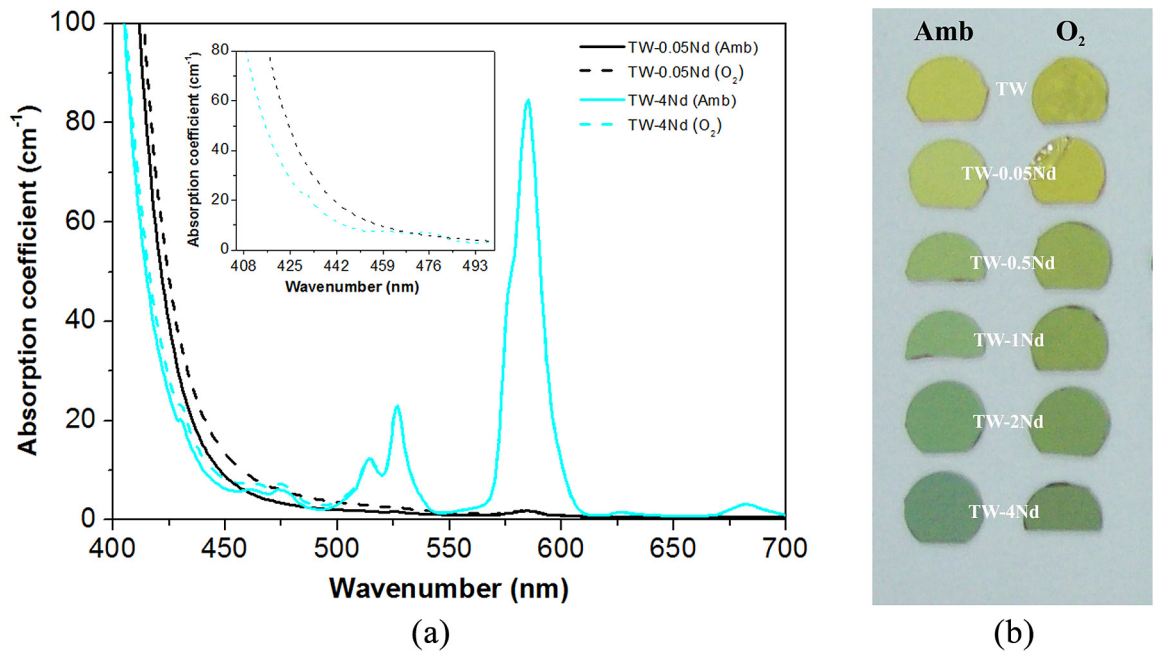 100
80
60
40
20
0
Absorption coefficient (cm⁻¹)
400 450 500 550 600 650 700
Wavenumber (nm)
80
60
40
20
0
Absorption coefficient (cm⁻¹)
408 425 442 459 476 493
Wavenumber (nm)
TW-0.05Nd (Amb)
TW-0.05Nd (O₂)
TW-4Nd (Amb)
TW-4Nd (O₂)
(a)
Amb O₂
TW
TW-0.05Nd
TW-0.5Nd
TW-1Nd
TW-2Nd
TW-4Nd
(b)